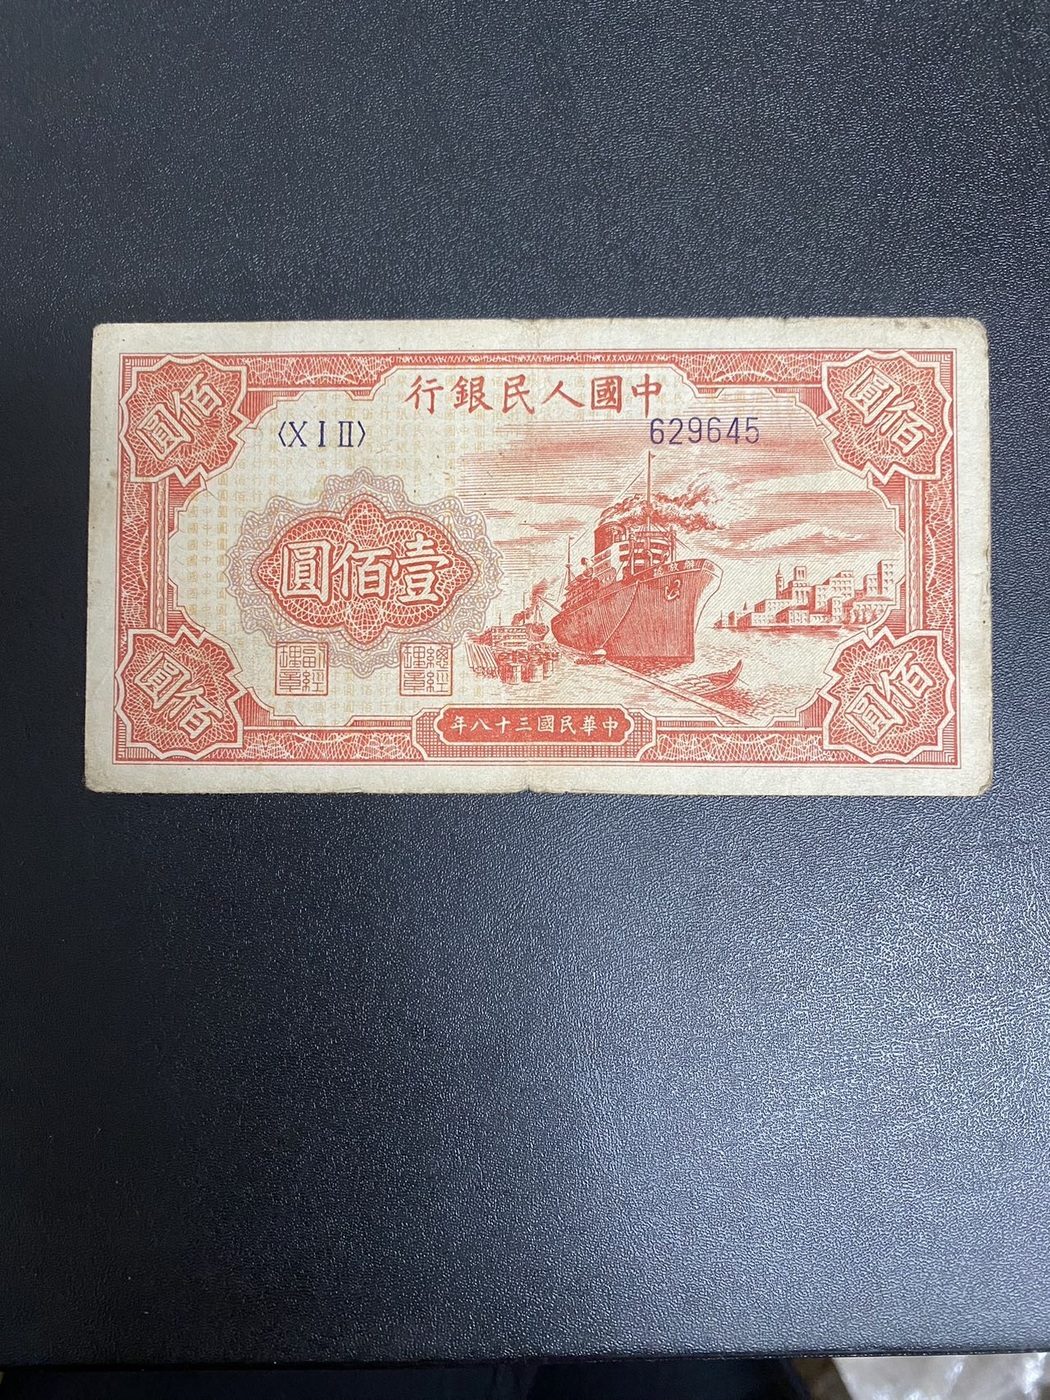 中國人民銀行
〈X I II〉
629645
壹佰圓
佰圓
佰圓
佰圓
佰圓
總經理章
副經理章
中華民國三十八年